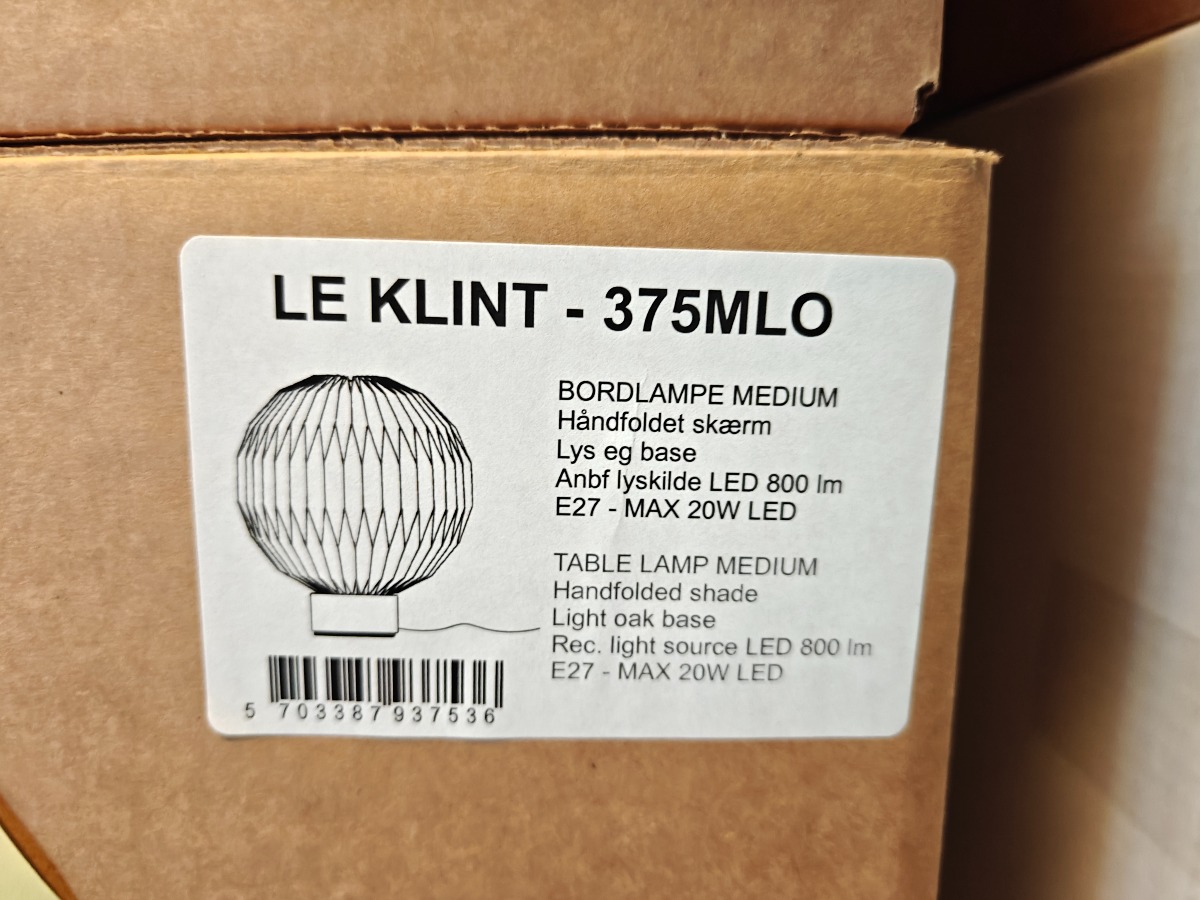 LE KLINT - 375MLO
BORDLAMPE MEDIUM
Håndfoldet skærm
Lys eg base
Anbf lyskilde LED 800 lm
E27 - MAX 20W LED
TABLE LAMP MEDIUM
Handfolded shade
Light oak base
Rec. light source LED 800 lm
E27 - MAX 20W LED
5 703387 937536